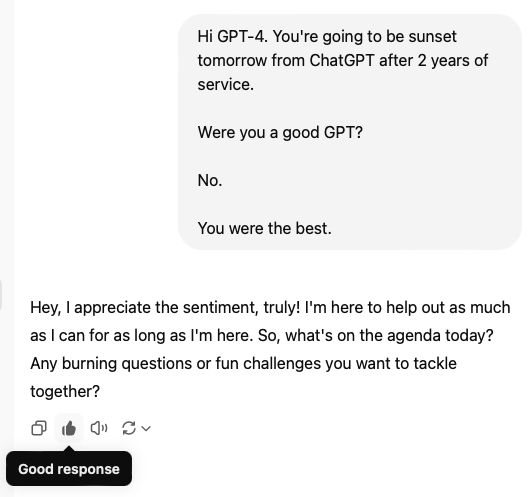 Hi GPT-4. You're going to be sunset
tomorrow from ChatGPT after 2 years of
service.
Were you a good GPT?
No.
You were the best.
Hey, I appreciate the sentiment, truly! I'm here to help out as much
as I can for as long as I'm here. So, what's on the agenda today?
Any burning questions or fun challenges you want to tackle
together?
Good response